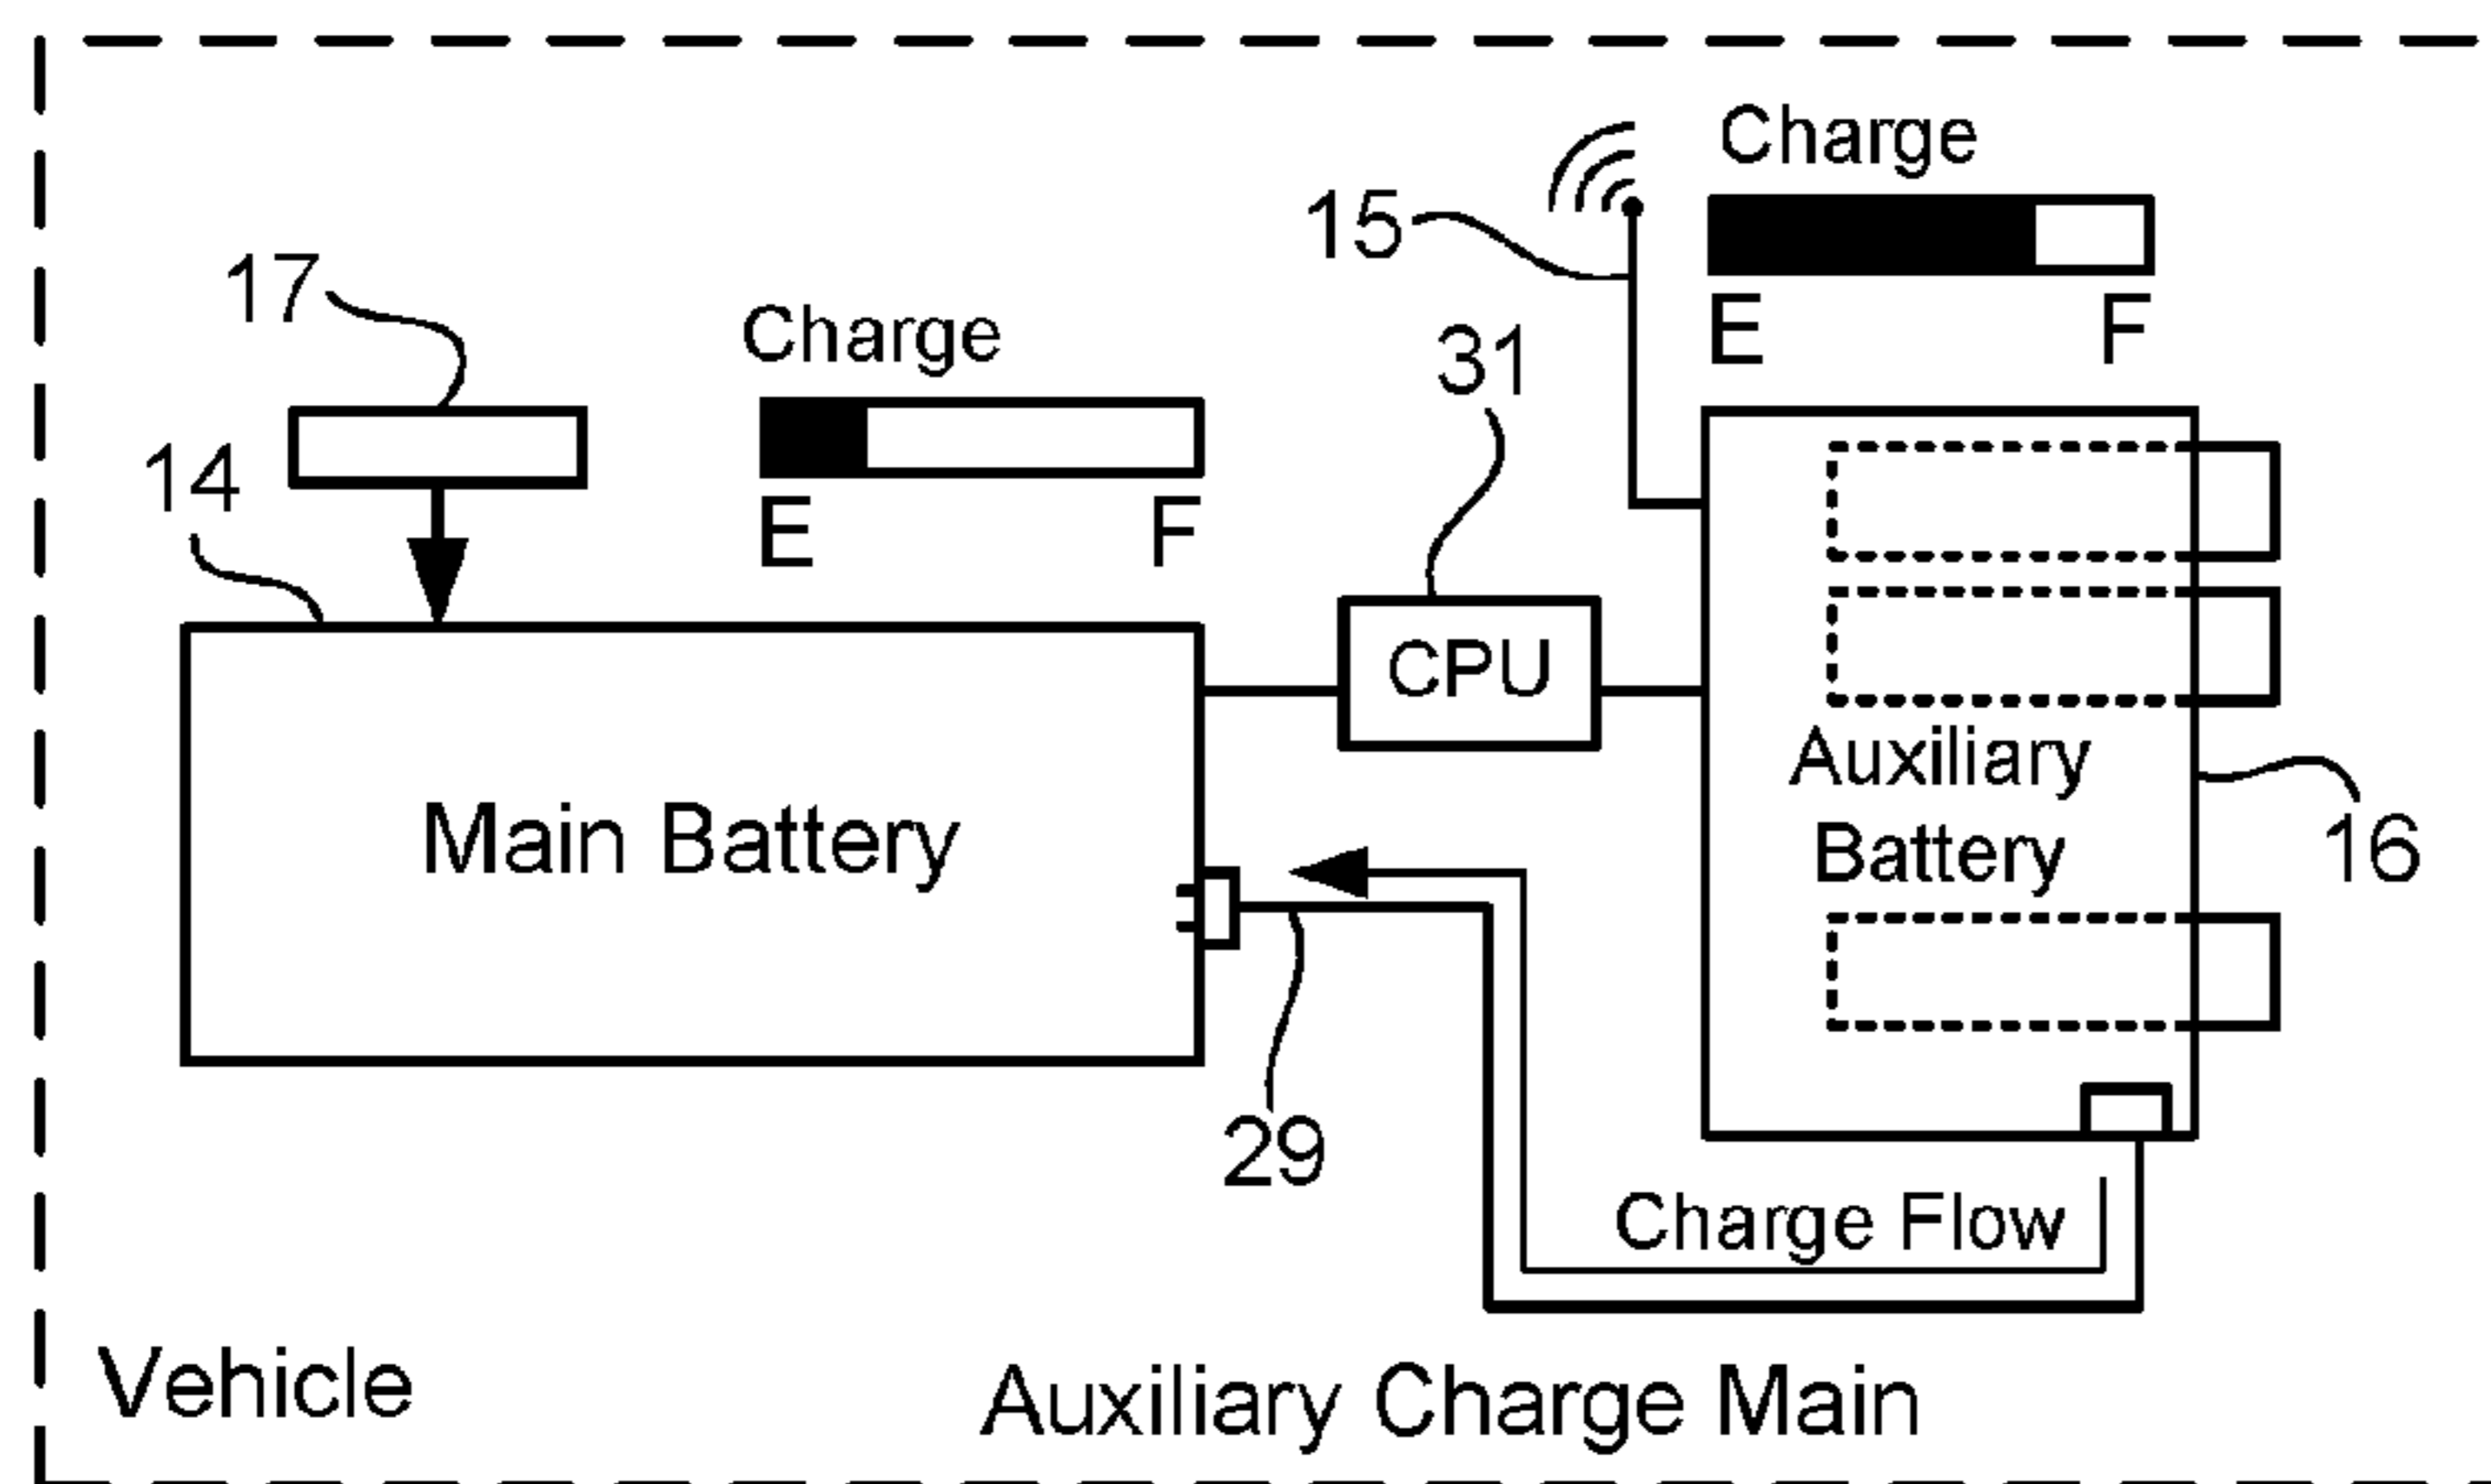 Charge
15
E F
17
Charge
31
14
E F
CPU
Auxiliary
Battery
Main Battery
16
29
Charge Flow
Vehicle
Auxiliary Charge Main